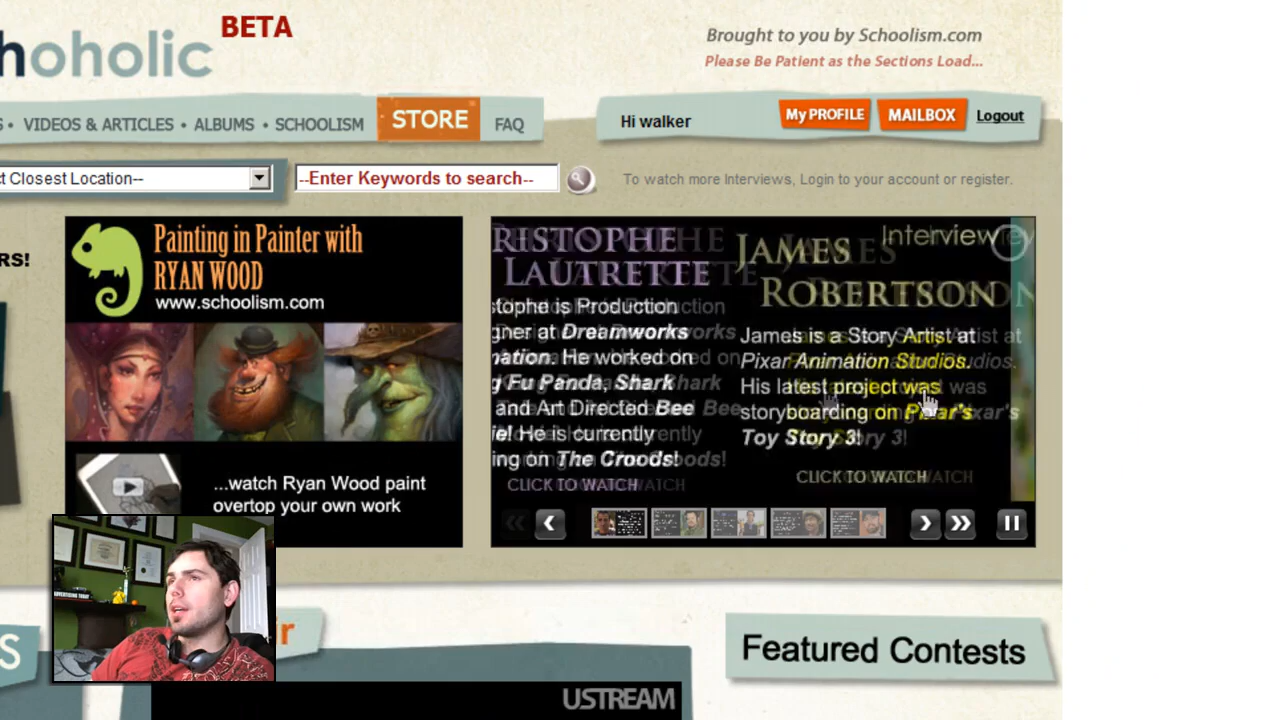 BETA
hoholic
Brought to you by Schoolism.com
Please Be Patient as the Sections Load...
S • VIDEOS & ARTICLES • ALBUMS • SCHOOLISM STORE FAQ
Hi walker My PROFILE MAILBOX Logout
ct Closest Location-- --Enter Keywords to search-- To watch more Interviews, Login to your account or register.
RS!
Painting in Painter with
RYAN WOOD
www.schoolism.com
...watch Ryan Wood paint
overtop your own work
RISTOPHE
LAUTRETTE
stophe is Production
gner at Dreamworks
nation. He worked on
g Fu Panda, Shark
and Art Directed Bee
ie! He is currently
ing on The Croods!
CLICK TO WATCH
Interview
JAMES
ROBERTSON
James is a Story Artist at
Pixar Animation Studios.
His latest project was
storyboarding on Pixar's
Toy Story 3!
CLICK TO WATCH
S
ir
Featured Contests
USTREAM